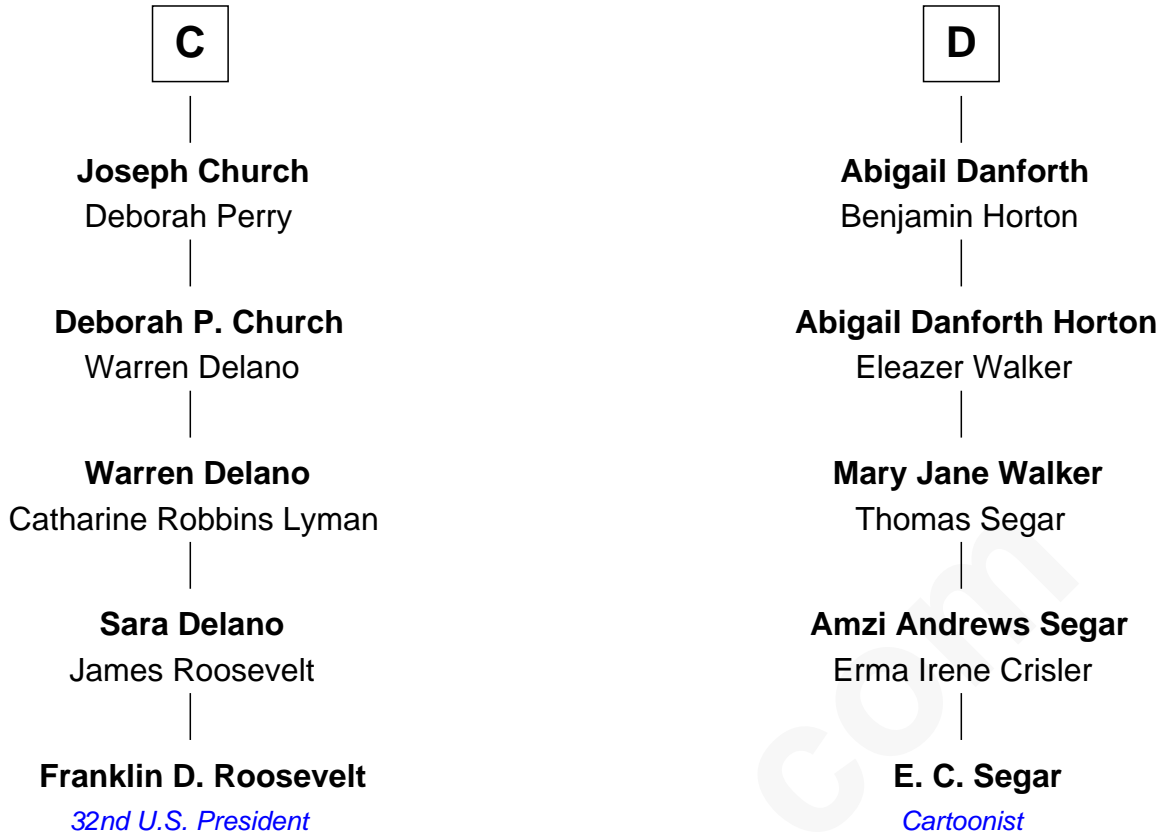 C
Joseph Church
Deborah Perry
Deborah P. Church
Warren Delano
Warren Delano
Catharine Robbins Lyman
Sara Delano
James Roosevelt
Franklin D. Roosevelt
32nd U.S. President
D
Abigail Danforth
Benjamin Horton
Abigail Danforth Horton
Eleazer Walker
Mary Jane Walker
Thomas Segar
Amzi Andrews Segar
Erma Irene Crisler
E. C. Segar
Cartoonist
com